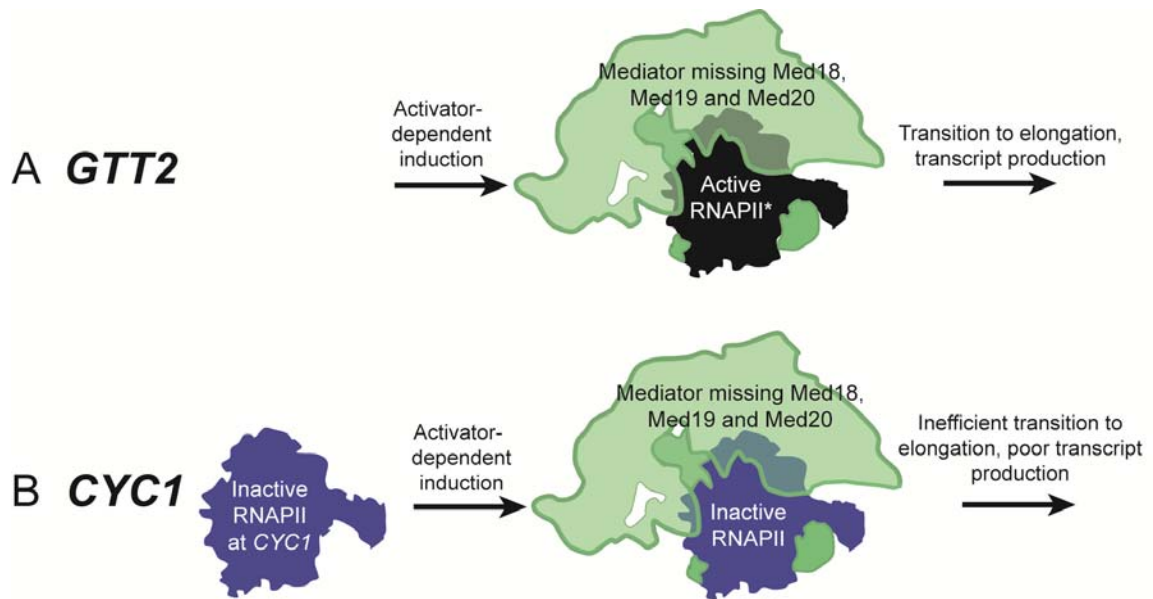 Mediator missing Med18,
Med19 and Med20
Activator-
dependent
induction
Transition to elongation,
transcript production
A GTT2
Active
RNAPII*
Mediator missing Med18,
Med19 and Med20
Activator-
dependent
induction
Inefficient transition to
elongation, poor transcript
production
B CYC1
Inactive
RNAPII
at CYC1
Inactive
RNAPII